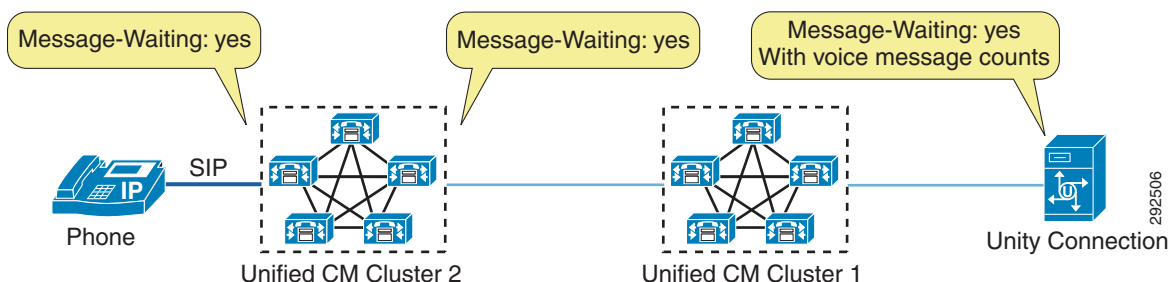 Message-Waiting: yes
Message-Waiting: yes
Message-Waiting: yes
With voice message counts
SIP
IP
Phone
Unified CM Cluster 2
Unified CM Cluster 1
U
Unity Connection
292506